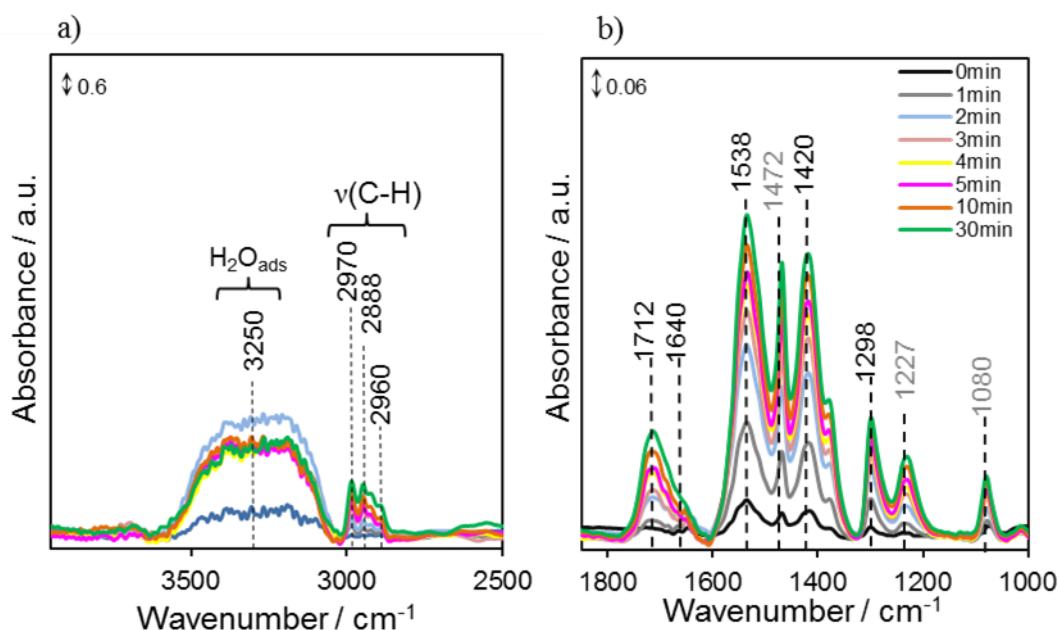 a)
0.6
ν(C-H)
H₂Oads
3250
2970
2888
2960
Absorbance / a.u.
3500
3000
2500
Wavenumber / cm⁻¹
b)
0.06
0min
1min
2min
3min
4min
5min
10min
30min
1712
1640
1538
1472
1420
1298
1227
1080
Absorbance / a.u.
1800
1600
1400
1200
1000
Wavenumber / cm⁻¹